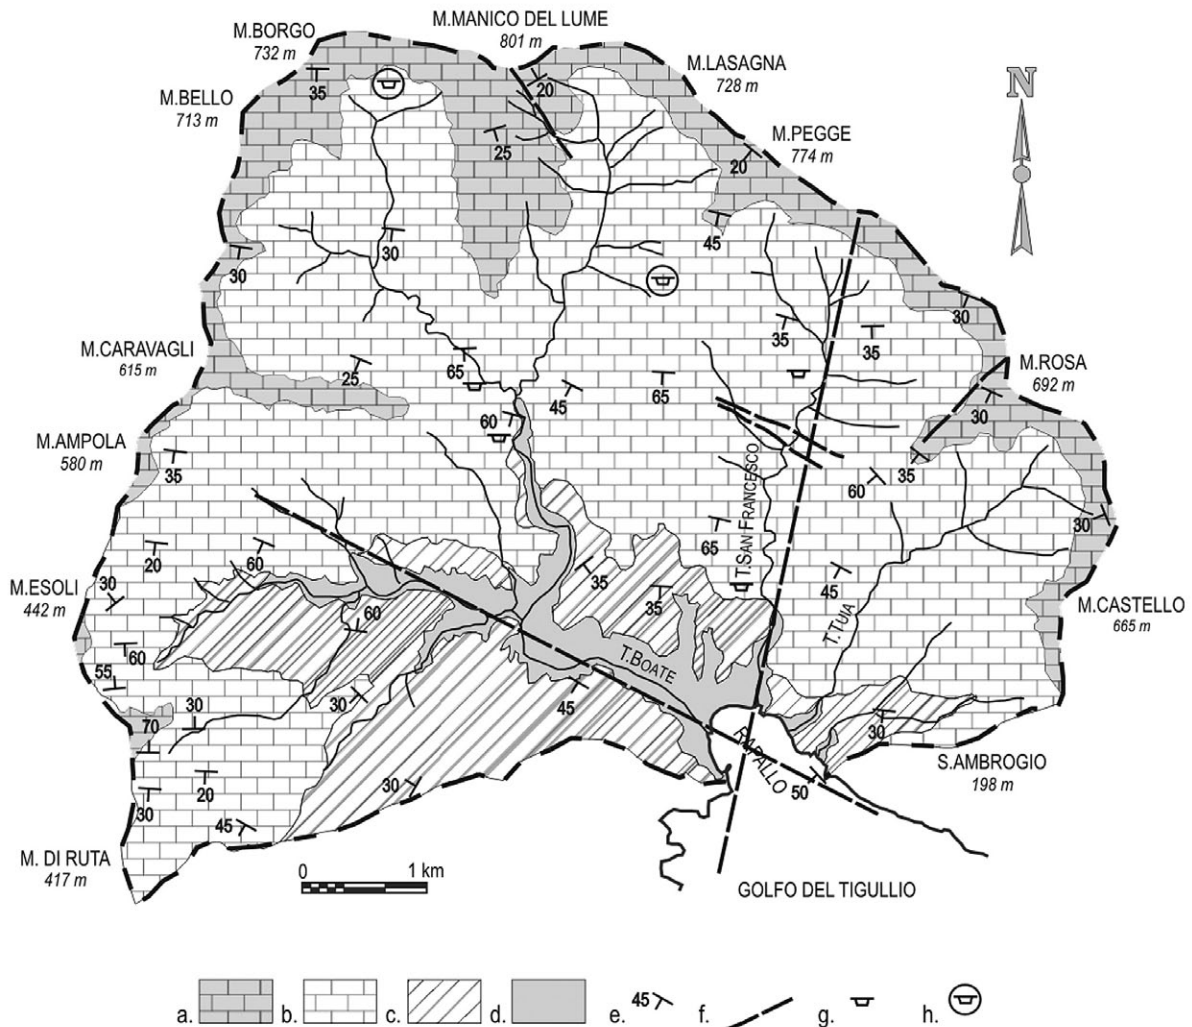 M.MANICO DEL LUME
801 m
M.BORGO
732 m
M.LASAGNA
728 m
N
M.BELLO
713 m
M.PEGGE
774 m
35
20
25
20
45
30
30
30
M.CARAVAGLI
615 m
35
35
65
25
45
65
M.ROSA
692 m
30
60
M.AMPOLA
580 m
35
35
60
30
T. SAN FRANCESCO
65
20
60
M.ESOLI
442 m
30
35
35
45
60
T. TUIA
M.CASTELLO
665 m
60
55
T. BOATE
30
30
45
70
30
RAPALLO
S.AMBROGIO
198 m
50
20
30
30
45
M. DI RUTA
417 m
0 1 km
GOLFO DEL TIGULLIO
a. b. c. d. e. 45 f. g. h.